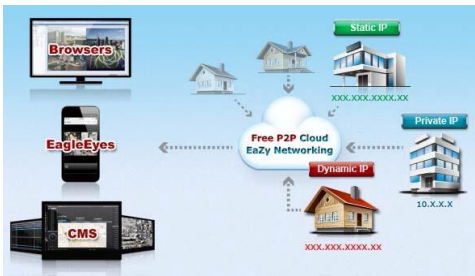 Browsers
EagleEyes
CMS
Free P2P Cloud
EaZy Networking
Static IP
xxx.xxx.xxxx.xx
Private IP
10.x.x.x
Dynamic IP
xxx.xxx.xxxx.xx